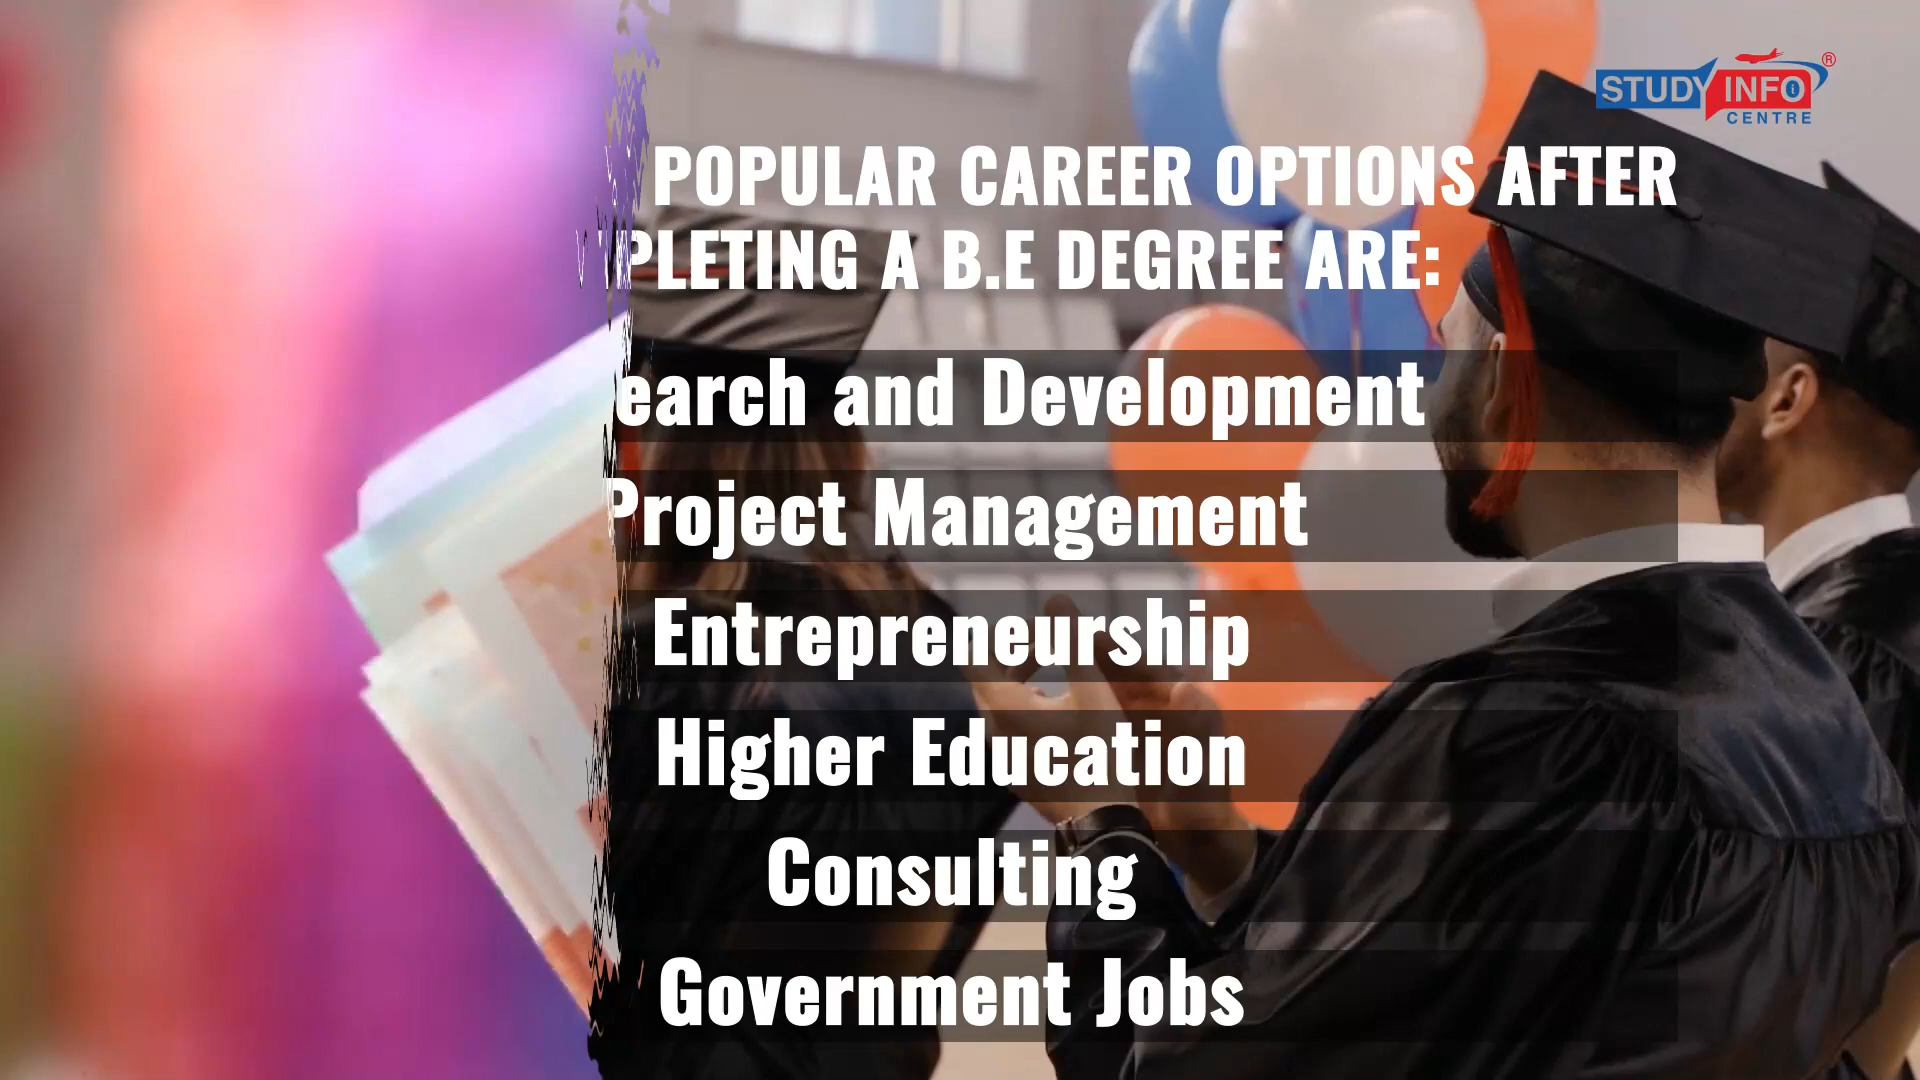 STUDY INFO
CENTRE
POPULAR CAREER OPTIONS AFTER
PLETING A B.E DEGREE ARE:
earch and Development
Project Management
Entrepreneurship
Higher Education
Consulting
Government Jobs